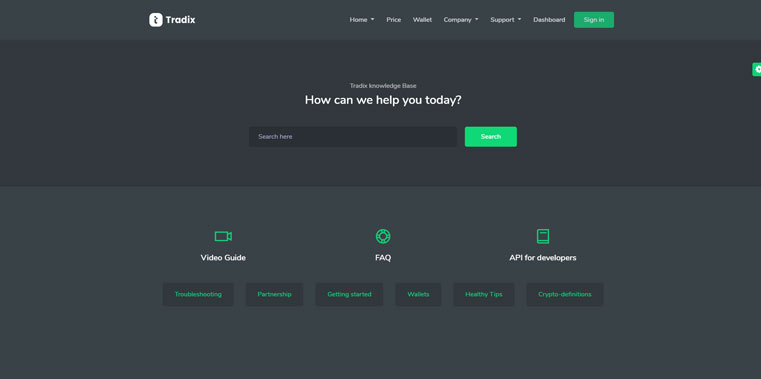 Tradix
Home Price Wallet Company Support Dashboard Sign in
Tradix knowledge Base
How can we help you today?
Search here Search
Video Guide FAQ API for developers
Troubleshooting Partnership Getting started Wallets Healthy Tips Crypto-definitions